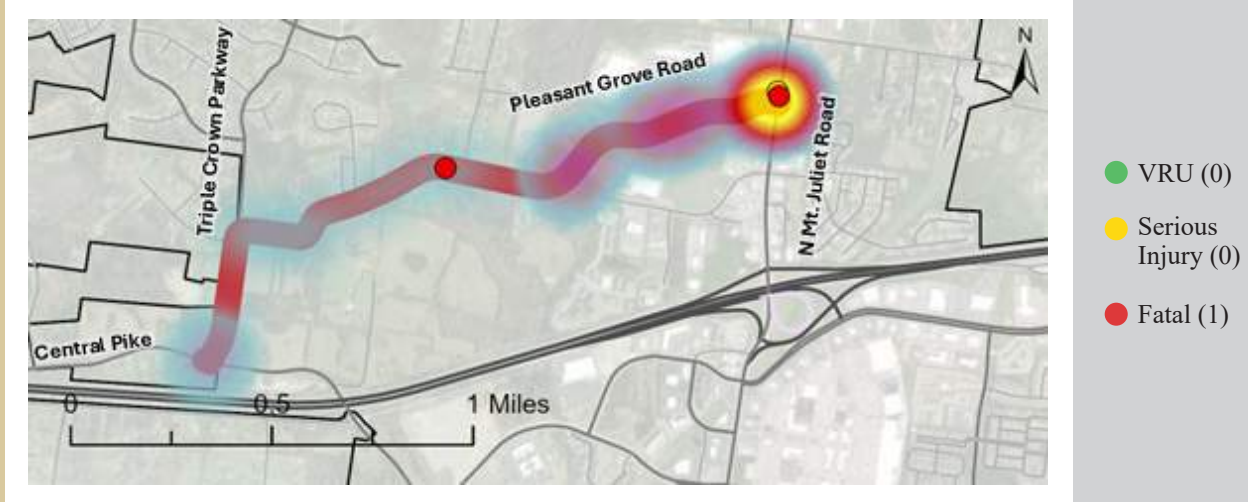 N
Pleasant Grove Road
Triple Crown Parkway
N Mt. Juliet Road
Central Pike
0
0.5
1 Miles
VRU (0)
Serious
Injury (0)
Fatal (1)